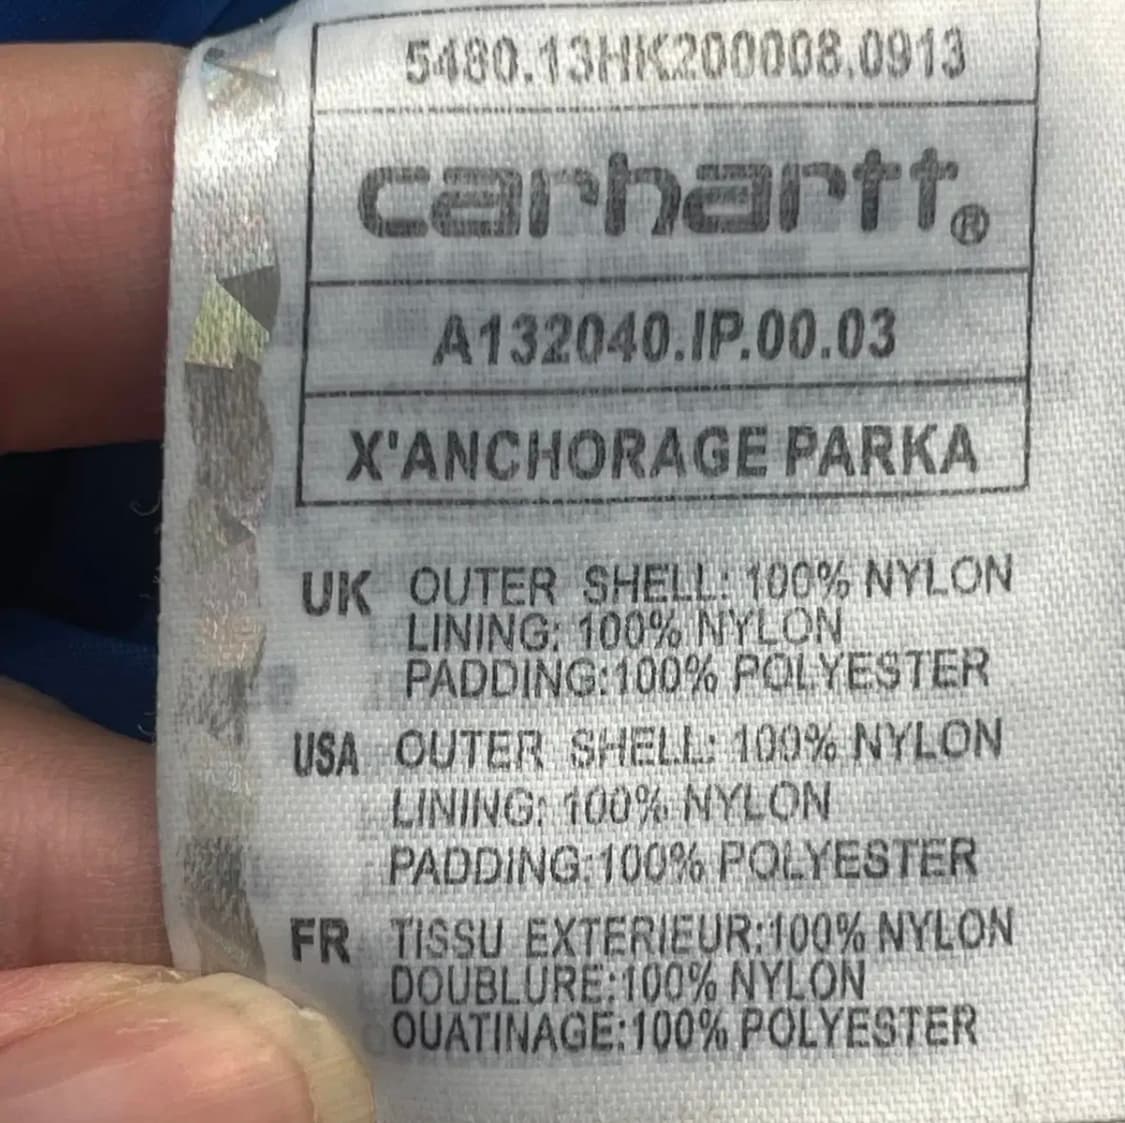 5480.13HK200008.0913
carhartt®
A132040.IP.00.03
X'ANCHORAGE PARKA
UK OUTER SHELL: 100% NYLON
LINING: 100% NYLON
PADDING:100% POLYESTER
USA OUTER SHELL: 100% NYLON
LINING: 100% NYLON
PADDING:100% POLYESTER
FR TISSU EXTERIEUR:100% NYLON
DOUBLURE:100% NYLON
OUATINAGE:100% POLYESTER